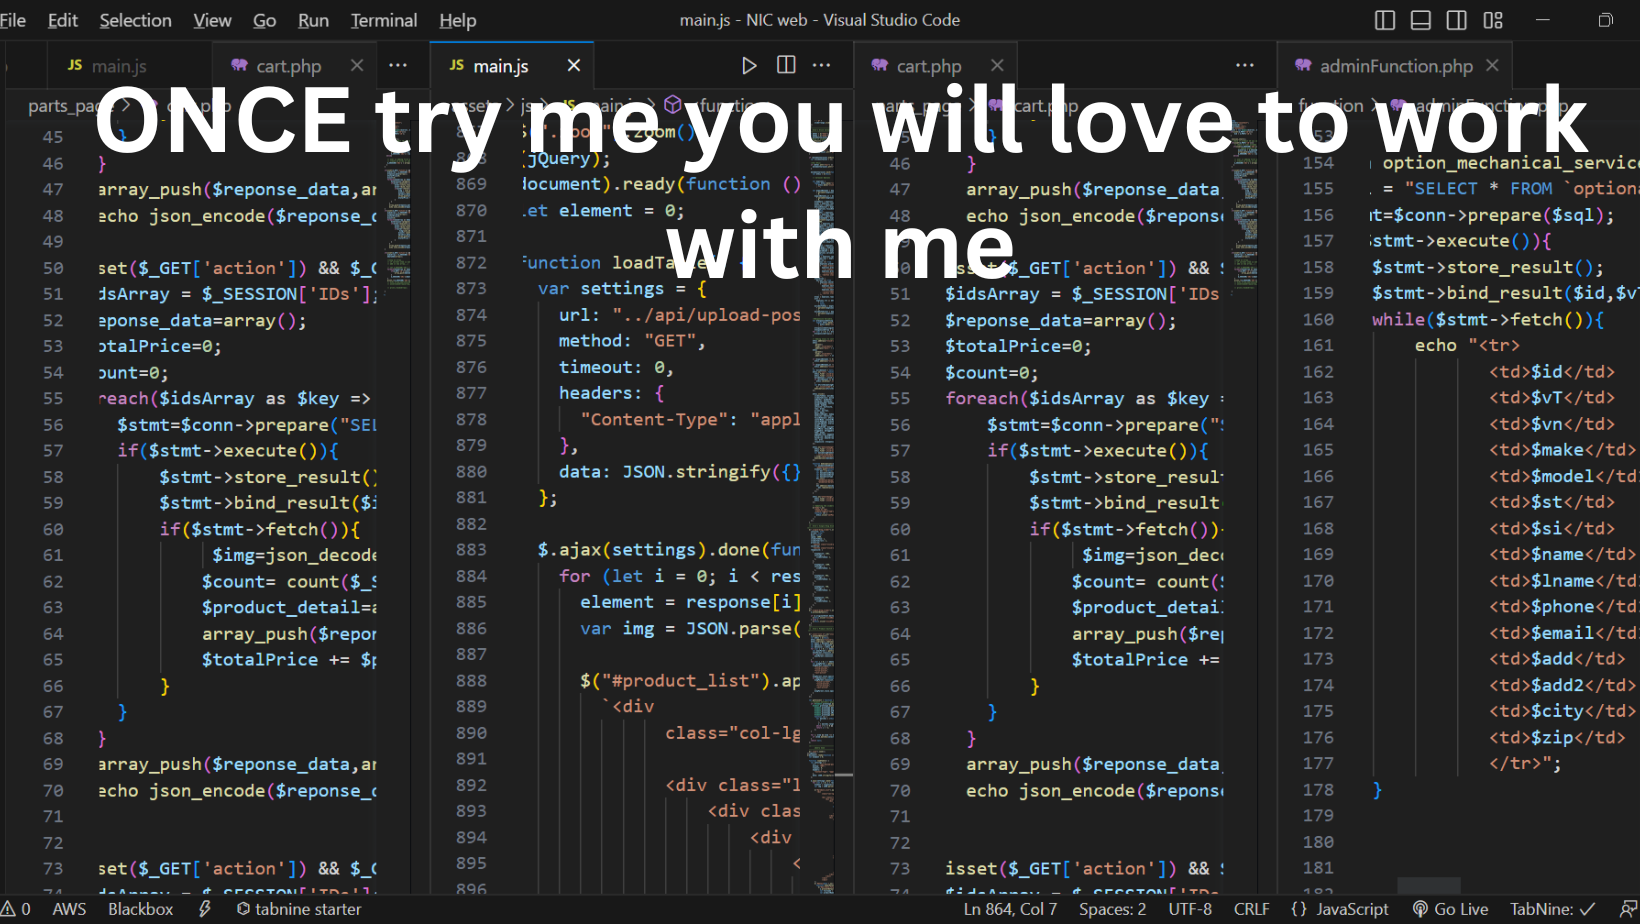 File Edit Selection View Go Run Terminal Help
main.js - NIC web - Visual Studio Code
JS main.js
cart.php
JS main.js
cart.php
adminFunction.php
ONCE try me you will love to work
with me
45 }
46 }
47 array_push($reponse_data,ar
48 echo json_encode($reponse_d
49
50 set($_GET['action']) && $_G
51 dsArray = $_SESSION['IDs'];
52 eponse_data=array();
53 otalPrice=0;
54 ount=0;
55 reach($idsArray as $key =>
56 $stmt=$conn->prepare("SEL
57 if($stmt->execute()){
58 $stmt->store_result()
59 $stmt->bind_result($i
60 if($stmt->fetch()){
61 $img=json_decode
62 $count= count($_S
63 $product_detail=a
64 array_push($repor
65 $totalPrice += $p
66 }
67 }
68 }
69 array_push($reponse_data,ar
70 echo json_encode($reponse_d
71
72
73 set($_GET['action']) && $_G
jQuery);
869 document).ready(function ()
870 let element = 0;
871
872 function
873 var settings = {
874 url: "../api/upload-pos
875 method: "GET",
876 timeout: 0,
877 headers: {
878 "Content-Type": "appl
879 },
880 data: JSON.stringify({}
881 };
882
883 $.ajax(settings).done(fun
884 for (let i = 0; i < res
885 element = response[i]
886 var img = JSON.parse(
887
888 $("#product_list").ap
889 `<div
890 class="col-lg
891
892 <div class="l
893 <div clas
894 <div
895 <
896
46 }
47 array_push($reponse_data,
48 echo json_encode($reponse
49
$_GET['action']) &&
51 $idsArray = $_SESSION['IDs
52 $reponse_data=array();
53 $totalPrice=0;
54 $count=0;
55 foreach($idsArray as $key =
56 $stmt=$conn->prepare("S
57 if($stmt->execute()){
58 $stmt->store_resul
59 $stmt->bind_result
60 if($stmt->fetch()
61 $img=json_deco
62 $count= count(
63 $product_detai
64 array_push($rep
65 $totalPrice +=
66 }
67 }
68 }
69 array_push($reponse_data,
70 echo json_encode($reponse
71
72
73 isset($_GET['action']) &&
154 option_mechanical_service
155 = "SELECT * FROM `optiona
156 nt=$conn->prepare($sql);
157 $stmt->execute()){
158 $stmt->store_result();
159 $stmt->bind_result($id,$vT
160 while($stmt->fetch()){
161 echo "<tr>
162 <td>$id</td>
163 <td>$vT</td>
164 <td>$vn</td>
165 <td>$make</td>
166 <td>$model</td
167 <td>$st</td>
168 <td>$si</td>
169 <td>$name</td>
170 <td>$lname</td
171 <td>$phone</td
172 <td>$email</td
173 <td>$add</td>
174 <td>$add2</td>
175 <td>$city</td>
176 <td>$zip</td>
177 </tr>";
178 }
179
180
181
0 AWS Blackbox tabnine starter
Ln 864, Col 7 Spaces: 2 UTF-8 CRLF {} JavaScript Go Live TabNine: